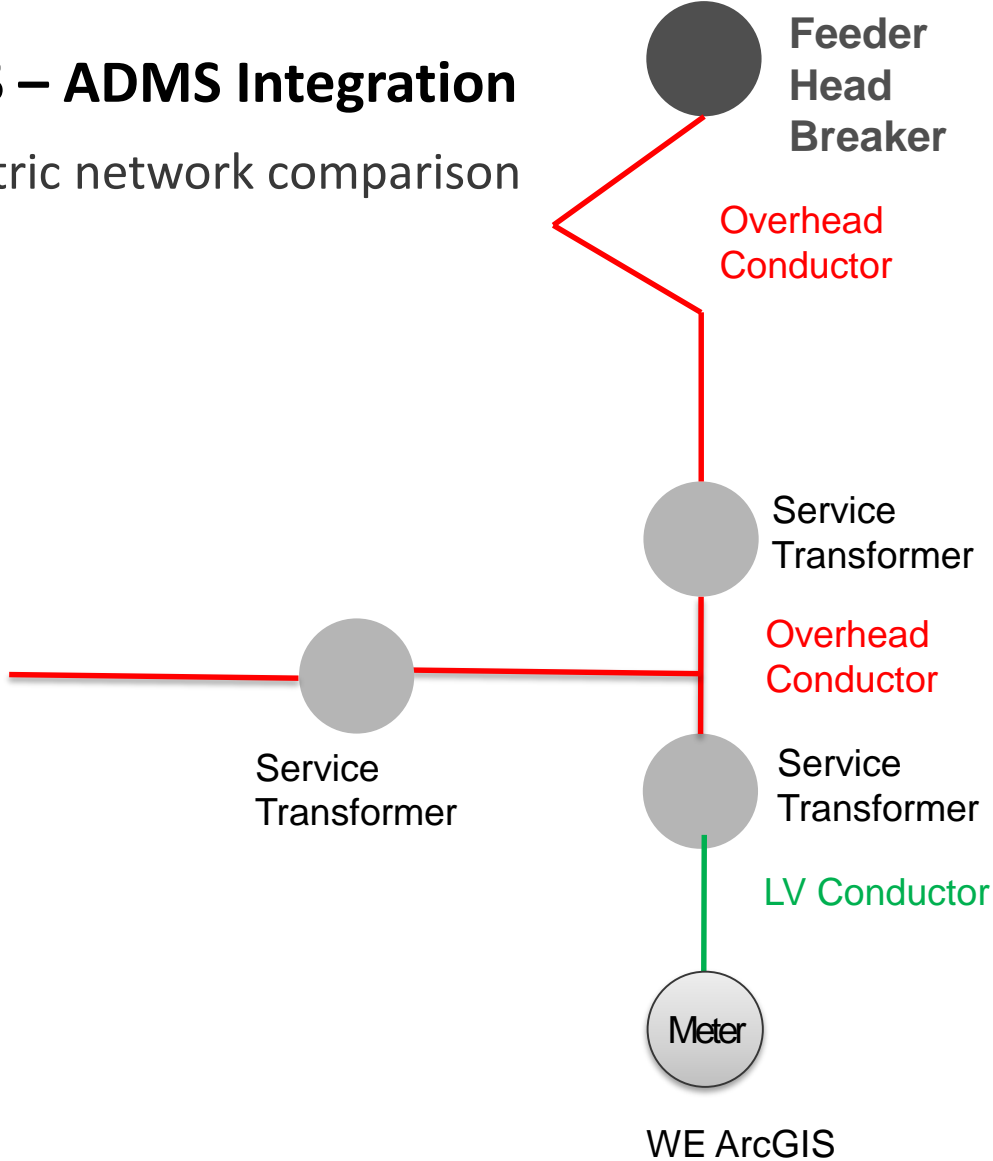 – ADMS Integration
network comparison
Feeder
Head
Breaker
Overhead
Conductor
Service
Transformer
Overhead
Conductor
Service
Transformer
Service
Transformer
LV Conductor
Meter
WE ArcGIS